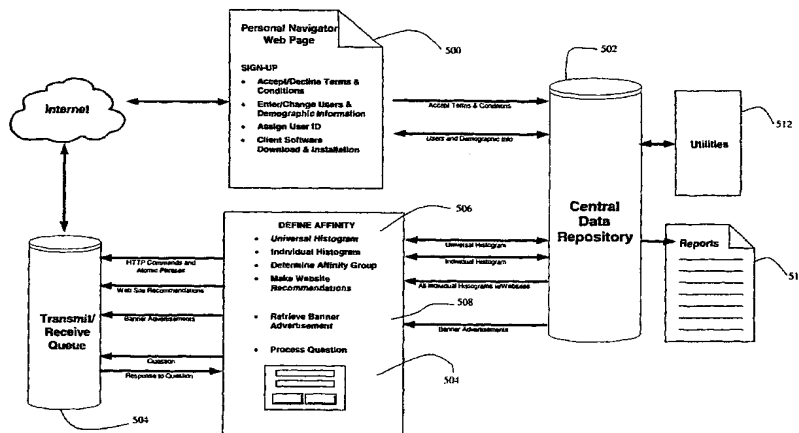 Personal Navigator
Web Page
500
SIGN-UP
• Accept/Decline Terms &
Conditions
• Enter/Change Users &
Demographic Information
• Assign User ID
• Client Software
Download & Installation
Internet
Accept Terms & Conditions
Users and Demographic Info
502
Central
Data
Repository
Utilities
512
Reports
51
506
DEFINE AFFINITY
• Universal Histogram
• Individual Histogram
• Determine Affinity Group
• Make Website
Recommendations
508
• Retrieve Banner
Advertisement
• Process Question
504
Universal Histogram
Individual Histogram
All Individual Histograms w/Websites
Banner Advertisements
HTTP Commands and
Atomic Phrases
Web Site Recommendations
Banner Advertisements
Question
Response to Question
Transmit/
Receive
Queue
504